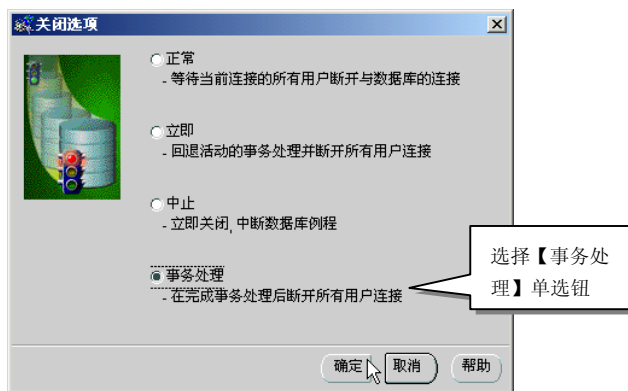 关闭选项
正常
- 等待当前连接的所有用户断开与数据库的连接
立即
- 回退活动的事务处理并断开所有用户连接
中止
- 立即关闭, 中断数据库例程
事务处理
- 在完成事务处理后断开所有用户连接
选择【事务处
理】单选钮
确定
取消
帮助